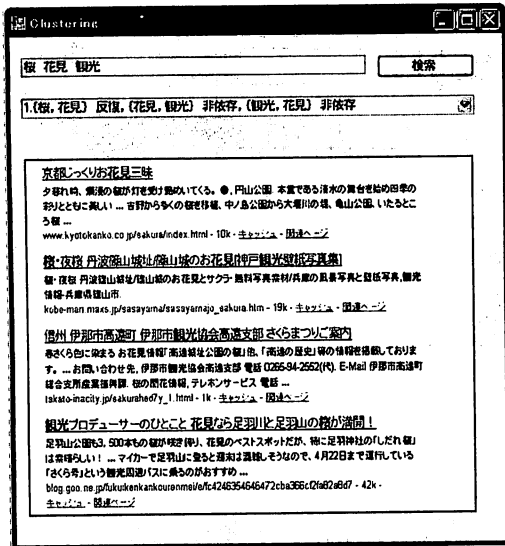 Clustering
桜 花見 観光
検索
1.{桜, 花見} 反復, {花見, 観光} 非依存, {観光, 花見} 非依存
京都じっくりお花見三昧
夕暮れ時、爛漫の桜が灯を受け艶めいてくる。●, 円山公園. 本堂である清水の舞台を始め四季の
彩りとともに美しい ... 吉野から多くの桜を移植、中ノ島公園から大堰川の堤、亀山公園、いたるとこ
ろ桜 ...
www.kyotokanko.co.jp/sakura/index.html - 10k - キャッシュ - 関連ページ
桜・夜桜 丹波篠山城址/篠山城のお花見[神戸観光壁紙写真集]
桜・夜桜 丹波篠山城址/篠山城のお花見とサクラ・無料写真素材/兵庫の風景写真と壁紙写真,観光
情報-兵庫県篠山市.
kobe-mari.maxs.jp/sasayama/sasayamajo_sakura.htm - 19k - キャッシュ - 関連ページ
信州 伊那市高遠町 伊那市観光協会高遠支部 さくらまつりご案内
春さくら色に染まる お花見情報「高遠城址公園の桜」他、「高遠の歴史」等の情報を掲載しておりま
す。 ... お問い合わせ先, 伊那市観光協会高遠支部 電話 0265-94-2552(代). E-Mail 伊那市高遠町
総合支所産業振興課. 桜の開花情報, テレホンサービス 電話 ...
takato-inacity.jp/sakurahed7y_1.html - 1k - キャッシュ - 関連ページ
観光プロデューサーのひとこと 花見なら足羽川と足羽山の桜が満開!
足羽山公園も3, 500本もの桜が咲き誇り、花見のベストスポットだが、特に足羽神社の「しだれ桜」
は素晴らしい! ... マイカーで足羽山に登ると週末は混雑しそうなので、4月22日まで運行している
「さくら号」という観光周遊バスに乗るのがおすすめ ...
blog.goo.ne.jp/fukuikenkankourenmei/e/fc4246354646472cba366cf2fa82a8d7 - 42k -
キャッシュ - 関連ページ